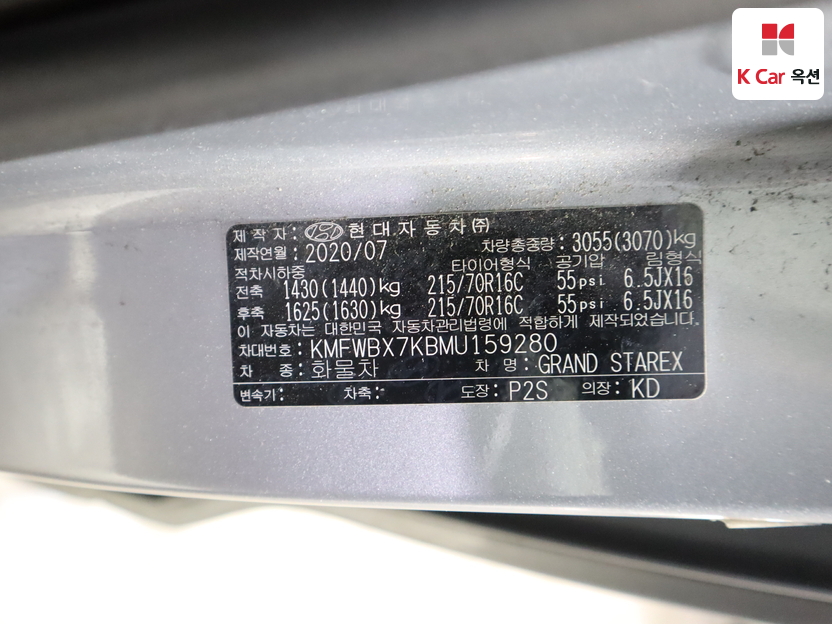 K Car 옥션
제 작 자 : 현대자동차㈜
제작연월 : 2020/07 차량총중량 : 3055(3070)kg
적차시하중 타이어형식 공기압 림형식
전축 1430(1440)kg 215/70R16C 55psi 6.5JX16
후축 1625(1630)kg 215/70R16C 55psi 6.5JX16
이 자동차는 대한민국 자동차관리법령에 적합하게 제작되었습니다.
차대번호 : KMFWBX7KBMU159280
차 종 : 화물차 차 명 : GRAND STAREX
변속기 : 차축 : 도장 : P2S 의장 : KD